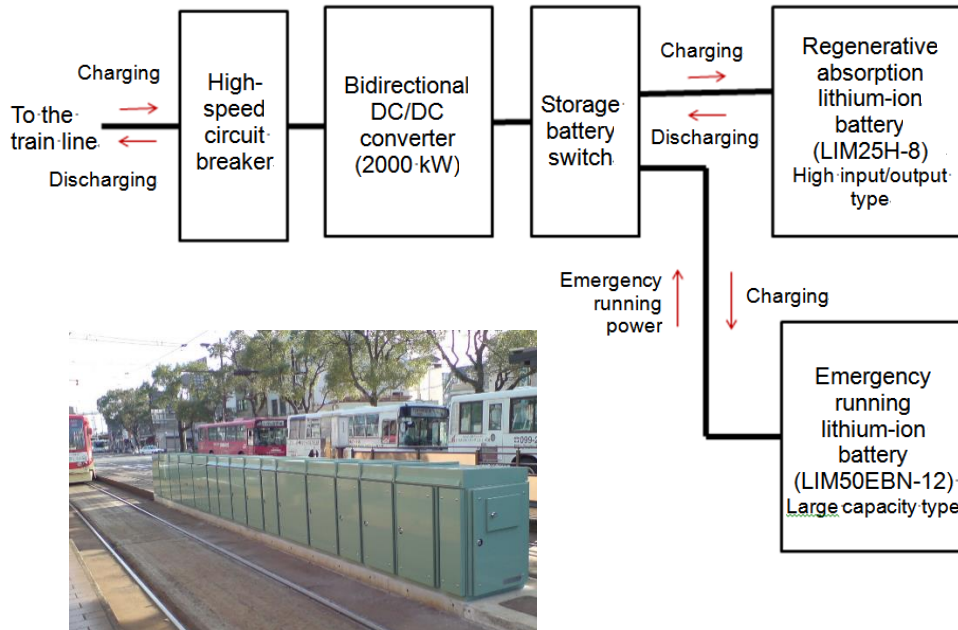 Charging
To the
train line
Discharging
High-
speed
circuit
breaker
Bidirectional
DC/DC
converter
(2000 kW)
Storage
battery
switch
Charging
Discharging
Regenerative
absorption
lithium-ion
battery
(LIM25H-8)
High input/output
type
Emergency
running
power
Charging
Emergency
running
lithium-ion
battery
(LIM50EBN-12)
Large capacity type